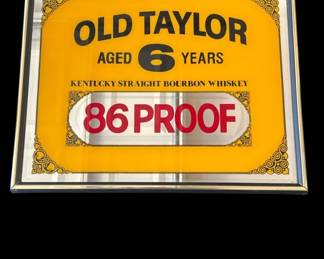 OLD TAYLOR
AGED 6 YEARS
KENTUCKY STRAIGHT BOURBON WHISKEY
86 PROOF